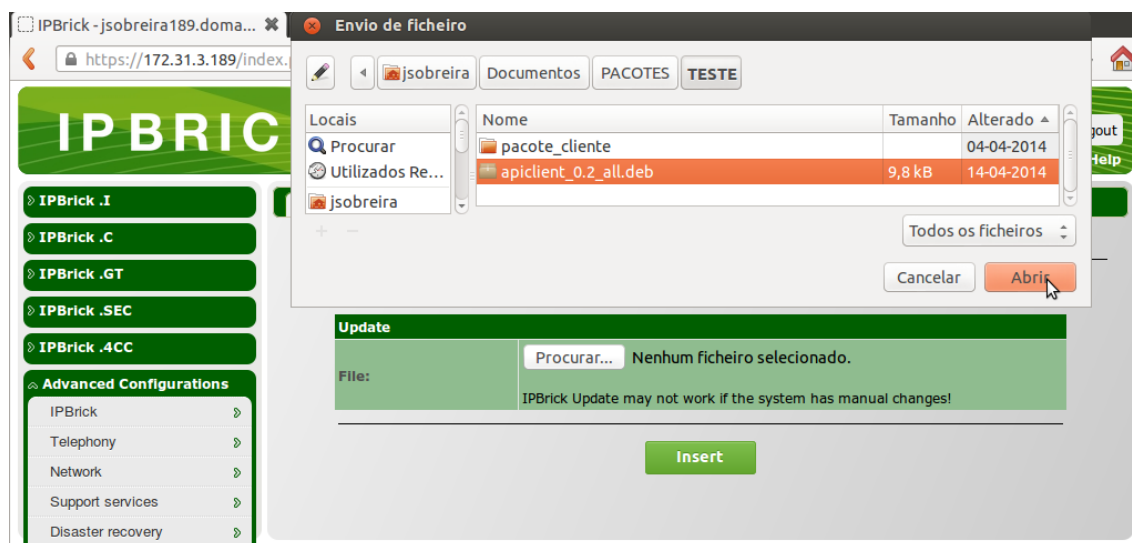 IPBrick - jsobreira189.doma...
Envio de ficheiro
https://172.31.3.189/index.
jsobreira Documentos PACOTES TESTE
IPBRIC
Locais
Procurar
Utilizados Re...
jsobreira
Nome Tamanho Alterado
pacote_cliente 04-04-2014
apiclient_0.2_all.deb 9,8 kB 14-04-2014
Todos os ficheiros
Cancelar Abrir
gout
Help
IPBrick .I
IPBrick .C
IPBrick .GT
IPBrick .SEC
IPBrick .4CC
Advanced Configurations
IPBrick
Telephony
Network
Support services
Disaster recovery
Update
File:
Procurar... Nenhum ficheiro selecionado.
IPBrick Update may not work if the system has manual changes!
Insert